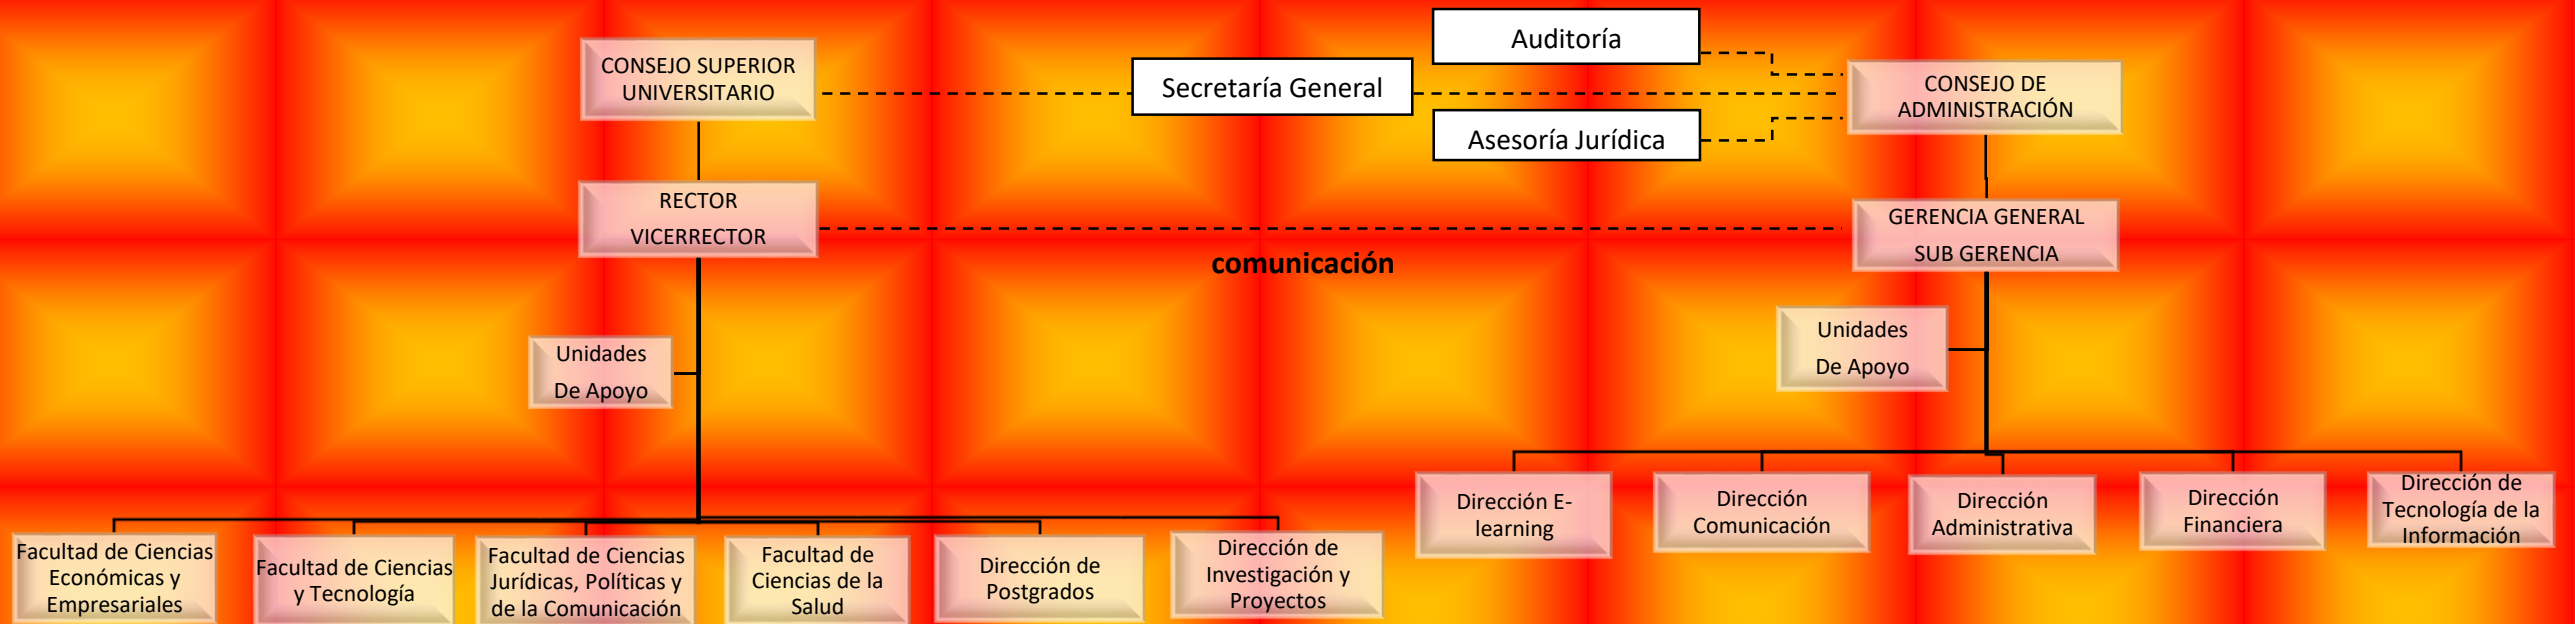 CONSEJO SUPERIOR
UNIVERSITARIO
Secretaría General
Auditoría
Asesoría Jurídica
CONSEJO DE
ADMINISTRACIÓN
RECTOR
VICERRECTOR
GERENCIA GENERAL
SUB GERENCIA
comunicación
Unidades
De Apoyo
Unidades
De Apoyo
Facultad de Ciencias
Económicas y
Empresariales
Facultad de Ciencias
y Tecnología
Facultad de Ciencias
Jurídicas, Políticas y
de la Comunicación
Facultad de
Ciencias de la
Salud
Dirección de
Postgrados
Dirección de
Investigación y
Proyectos
Dirección E-
learning
Dirección
Comunicación
Dirección
Administrativa
Dirección
Financiera
Dirección de
Tecnología de la
Información